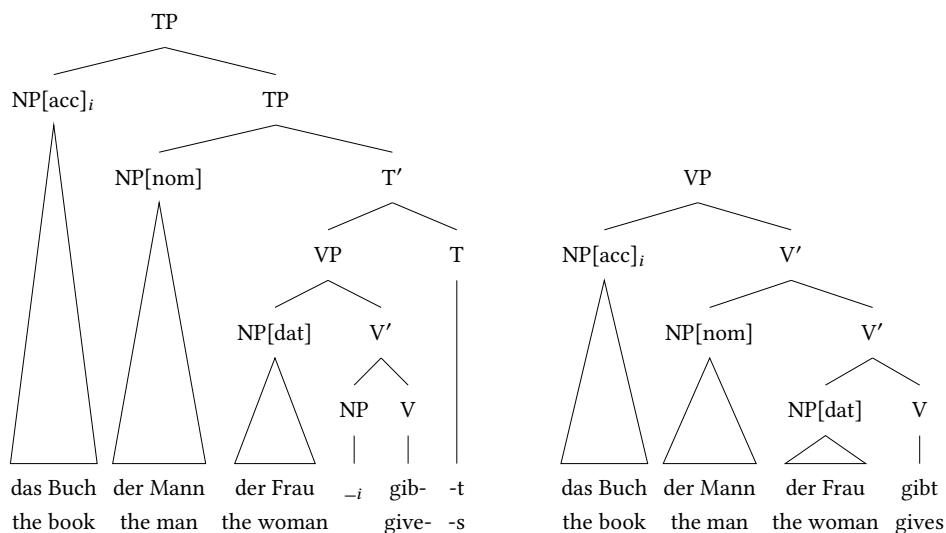 TP
NP[acc]i TP
NP[nom] T′
VP T
NP[dat] V′
NP V
das Buch der Mann der Frau _i gib- -t
the book the man the woman give- -s
VP
NP[acc]i V′
NP[nom] V′
NP[dat] V
das Buch der Mann der Frau gibt
the book the man the woman gives